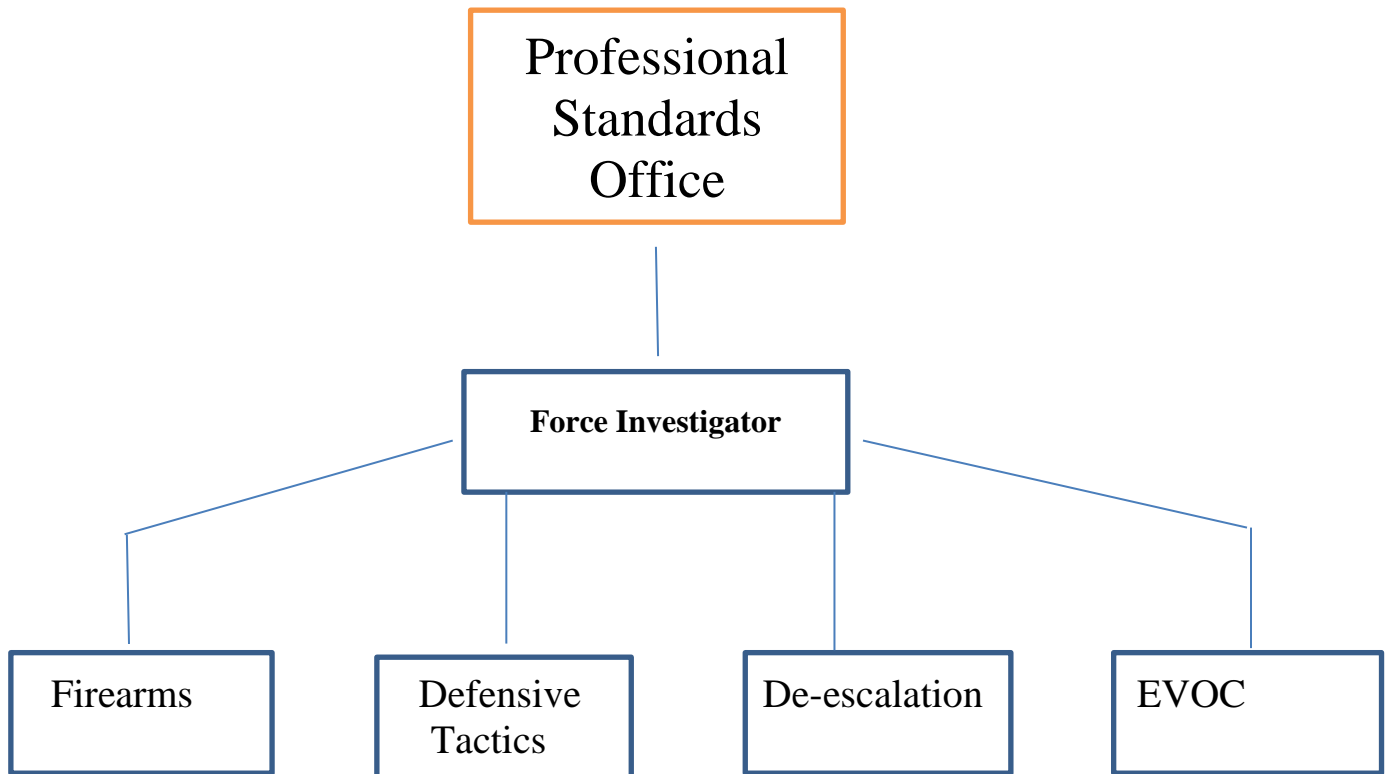 Professional
Standards
Office
Force Investigator
Firearms
Defensive
Tactics
De-escalation
EVOC